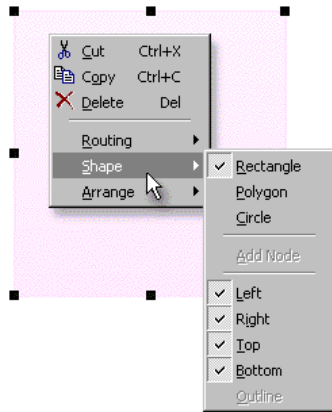 Cut Ctrl+X
Copy Ctrl+C
Delete Del
Routing
Shape
Arrange
Rectangle
Polygon
Circle
Add Node
Left
Right
Top
Bottom
Outline